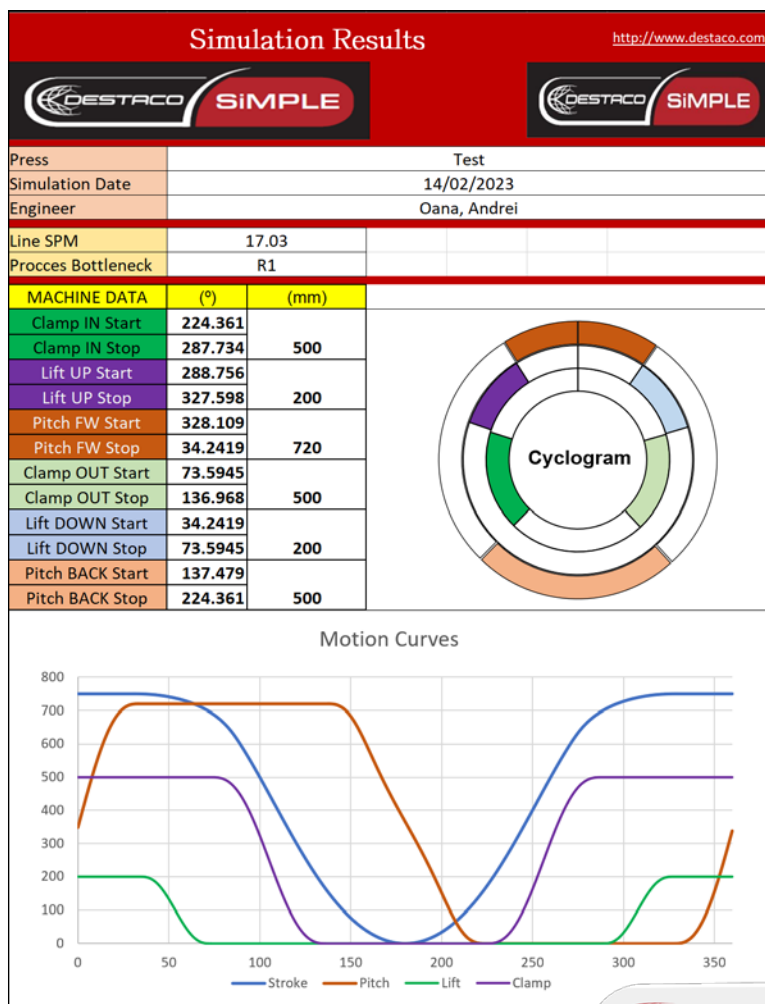 Simulation Results
http://www.destaco.com
DESTACO SiMPLE
DESTACO SiMPLE
Press Test
Simulation Date 14/02/2023
Engineer Oana, Andrei
Line SPM 17.03
Procces Bottleneck R1
MACHINE DATA (º) (mm)
Clamp IN Start 224.361
Clamp IN Stop 287.734 500
Lift UP Start 288.756
Lift UP Stop 327.598 200
Pitch FW Start 328.109
Pitch FW Stop 34.2419 720
Clamp OUT Start 73.5945
Clamp OUT Stop 136.968 500
Lift DOWN Start 34.2419
Lift DOWN Stop 73.5945 200
Pitch BACK Start 137.479
Pitch BACK Stop 224.361 500
Cyclogram
Motion Curves
800
700
600
500
400
300
200
100
0
0 50 100 150 200 250 300 350
Stroke Pitch Lift Clamp